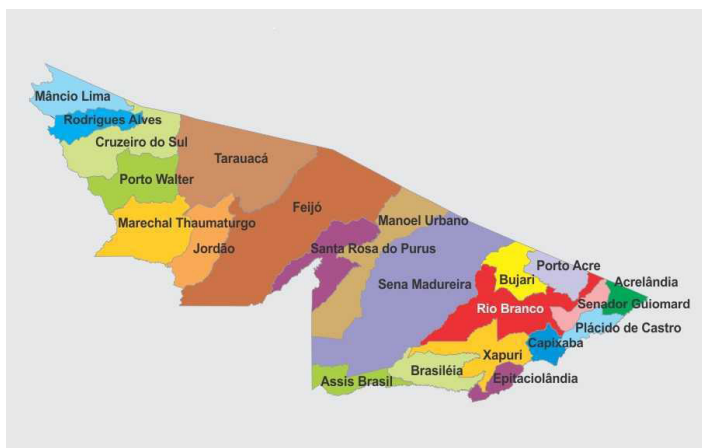 Mâncio Lima
Rodrigues Alves
Cruzeiro do Sul
Tarauacá
Porto Walter
Feijó
Marechal Thaumaturgo
Manoel Urbano
Jordão
Santa Rosa do Purus
Porto Acre
Bujari
Sena Madureira
Acrelândia
Rio Branco
Senador Guiomard
Plácido de Castro
Capixaba
Xapuri
Brasiléia
Assis Brasil
Epitaciolândia